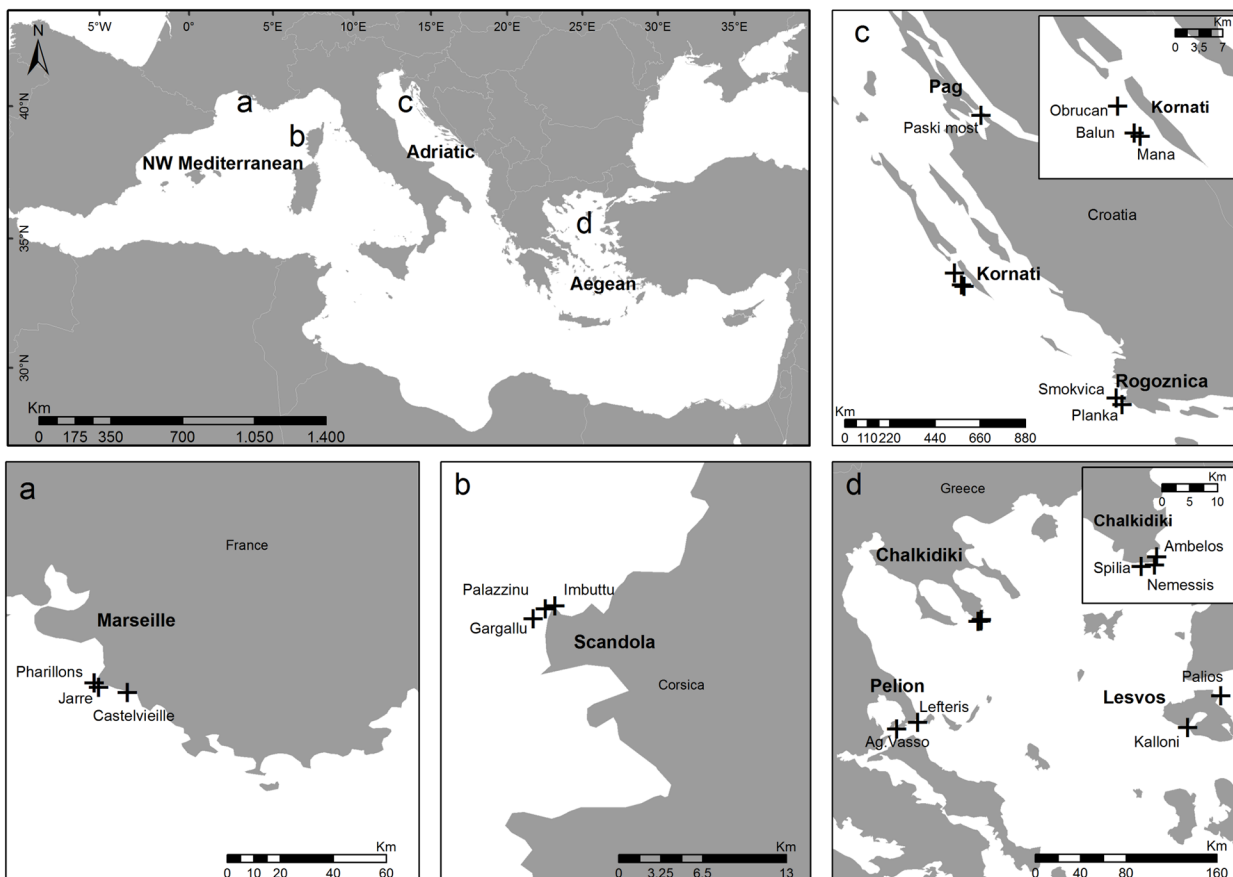 5°W 0° 5°E 10°E 15°E 20°E 25°E 30°E 35°E
N
40°N
35°N
30°N
a
b
c
d
NW Mediterranean
Adriatic
Aegean
Km
0 175 350 700 1.050 1.400
c
Pag
Paski most
Croatia
Kornati
Smokvica
Rogoznica
Planka
Km
0 110 220 440 660 880
Km
0 3.5 7
Obrucan
Kornati
Balun
Mana
a
France
Marseille
Pharillons
Jarre
Castelvieille
Km
0 10 20 40 60
b
Palazzinu
Imbuttu
Gargallu
Scandola
Corsica
Km
0 3.25 6.5 13
d
Greece
Chalkidiki
Pelion
Lefteris
Ag.Vasso
Lesvos
Palios
Kalloni
Km
0 40 80 160
Km
0 5 10
Chalkidiki
Ambelos
Spilia
Nemessis